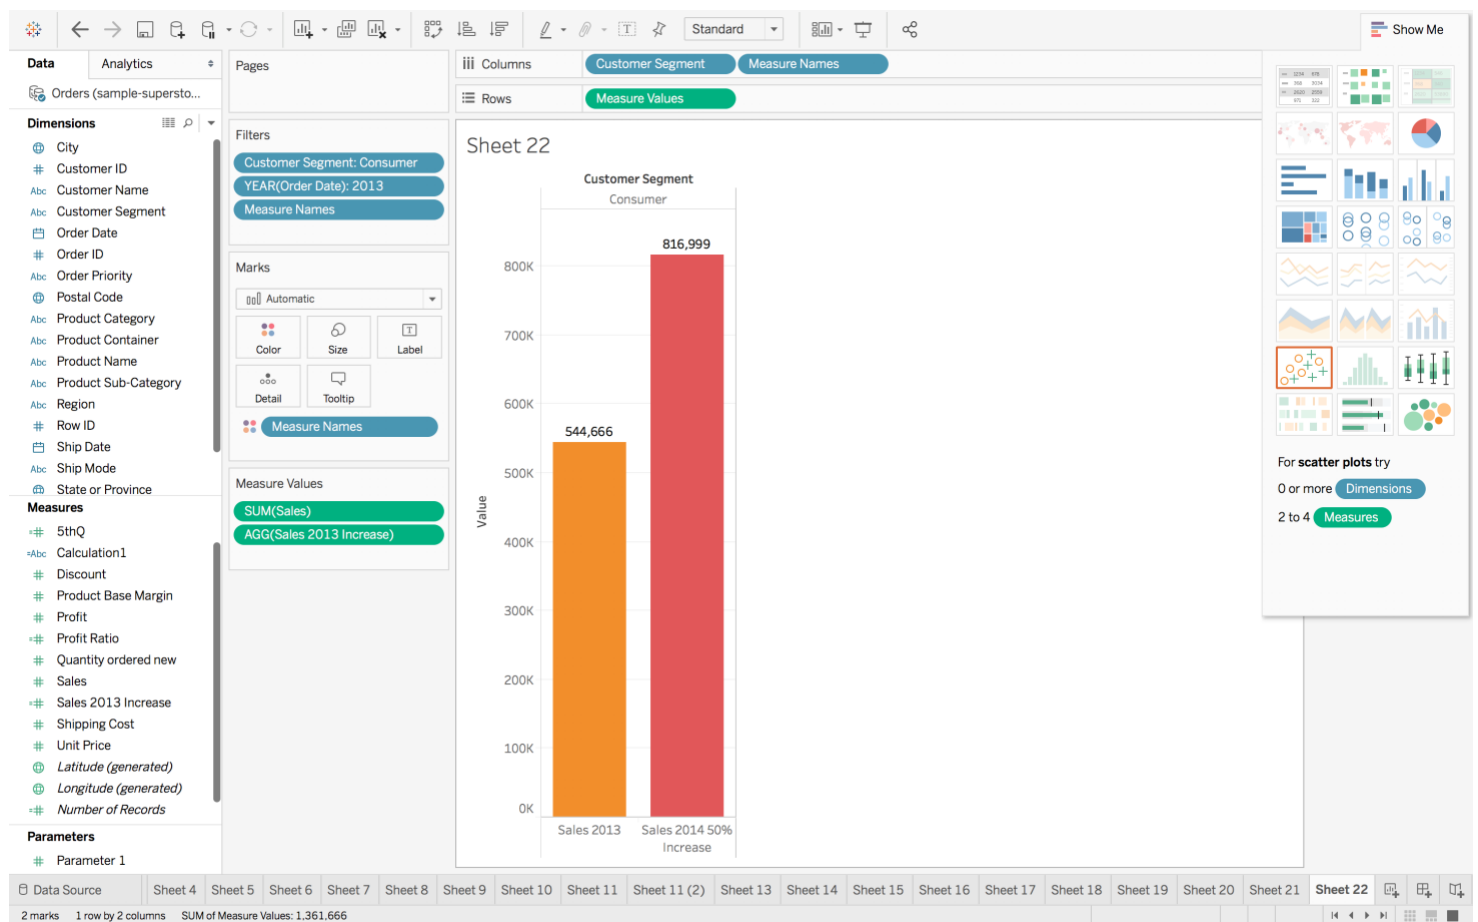 Standard
Show Me
Data
Analytics
Orders (sample-supersto...
Dimensions
City
Customer ID
Abc Customer Name
Abc Customer Segment
Order Date
Order ID
Abc Order Priority
Postal Code
Abc Product Category
Abc Product Container
Abc Product Name
Abc Product Sub-Category
Abc Region
Row ID
Ship Date
Abc Ship Mode
State or Province
Measures
=# 5thQ
=Abc Calculation1
# Discount
# Product Base Margin
# Profit
=# Profit Ratio
# Quantity ordered new
# Sales
=# Sales 2013 Increase
# Shipping Cost
# Unit Price
Latitude (generated)
Longitude (generated)
=# Number of Records
Parameters
# Parameter 1
Pages
Filters
Customer Segment: Consumer
YEAR(Order Date): 2013
Measure Names
Marks
Automatic
Color
Size
Label
Detail
Tooltip
Measure Names
Measure Values
SUM(Sales)
AGG(Sales 2013 Increase)
Columns
Customer Segment
Measure Names
Rows
Measure Values
Sheet 22
Customer Segment
Consumer
816,999
544,666
800K
700K
600K
500K
400K
300K
200K
100K
0K
Value
Sales 2013
Sales 2014 50%
Increase
For scatter plots try
0 or more Dimensions
2 to 4 Measures
Data Source
Sheet 4
Sheet 5
Sheet 6
Sheet 7
Sheet 8
Sheet 9
Sheet 10
Sheet 11
Sheet 11 (2)
Sheet 13
Sheet 14
Sheet 15
Sheet 16
Sheet 17
Sheet 18
Sheet 19
Sheet 20
Sheet 21
Sheet 22
2 marks
1 row by 2 columns
SUM of Measure Values: 1,361,666